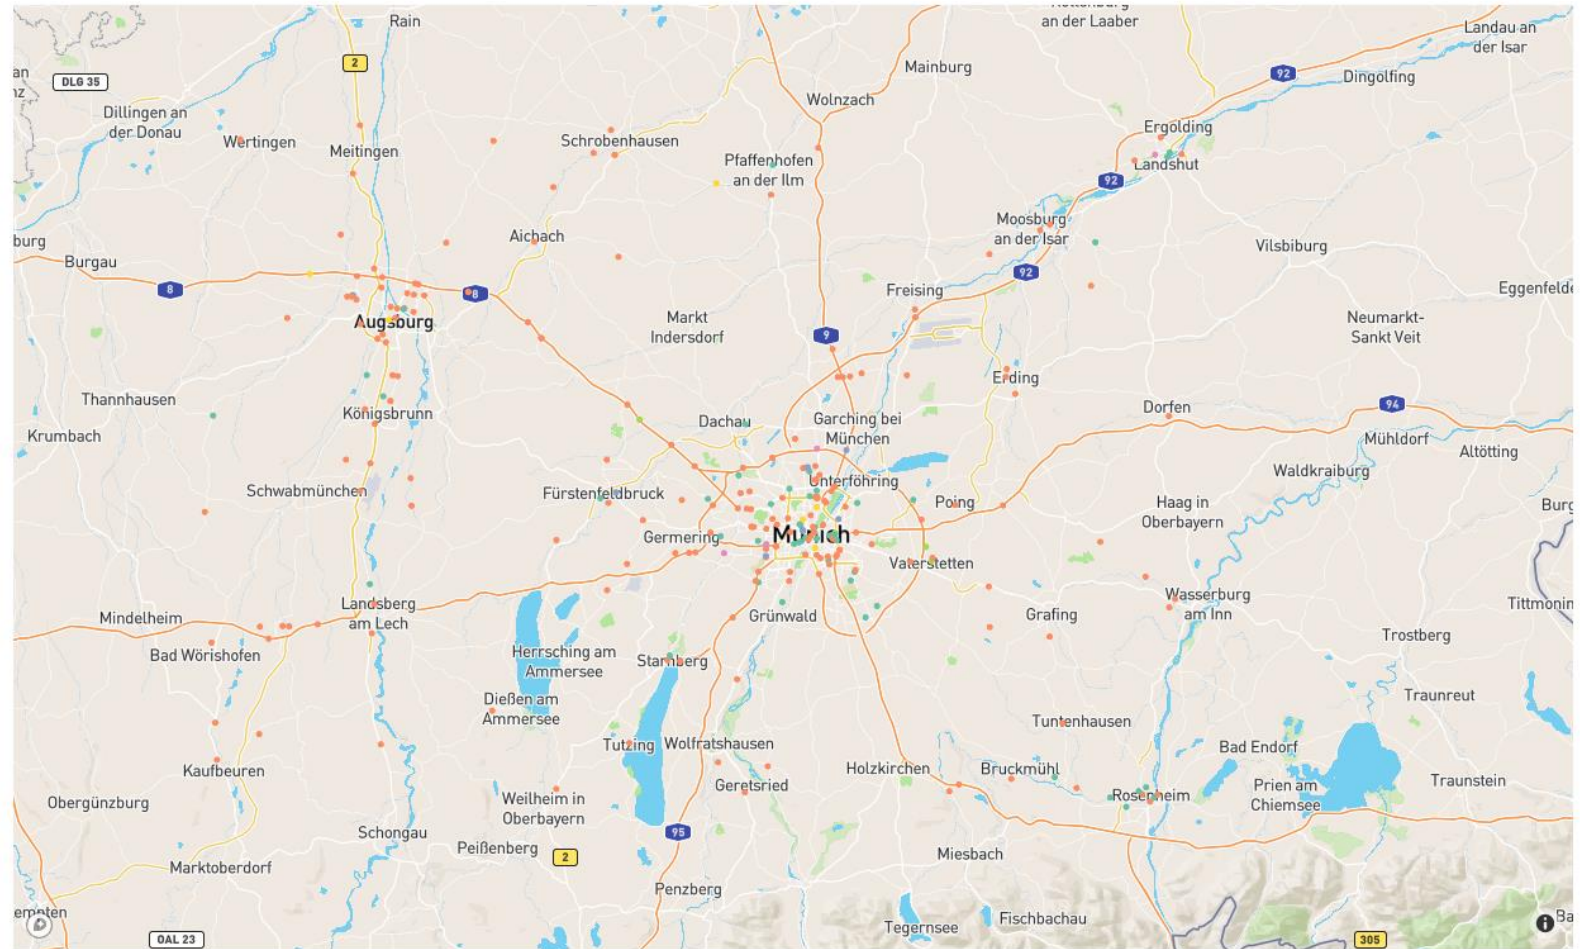 Rain
an der Laaber
Landau an
der Isar
2
Mainburg
92
Dingolfing
DLG 35
Dillingen an
der Donau
Wolnzach
Wertingen
Meitingen
Schrobenhausen
Ergolding
Pfaffenhofen
an der Ilm
Landshut
92
Moosburg
an der Isar
burg
Aichach
Vilsbiburg
Burgau
8
8
92
Freising
Eggenfelde
Augsburg
Markt
Indersdorf
9
Neumarkt-
Sankt Veit
Erding
Thannhausen
Königsbrunn
Dachau
Garching bei
München
Dorfen
94
Krumbach
Mühldorf
Altötting
Waldkraiburg
Schwabmünchen
Fürstenfeldbruck
Unterföhring
Poing
Haag in
Oberbayern
Burg
Germering
Munich
Vaterstetten
Mindelheim
Landsberg
am Lech
Grünwald
Grafing
Wasserburg
am Inn
Tittmonin
Bad Wörishofen
Herrsching am
Ammersee
Starnberg
Trostberg
Dießen am
Ammersee
Traunreut
Tutzing
Wolfratshausen
Tuntenhausen
Bad Endorf
Kaufbeuren
Geretsried
Holzkirchen
Bruckmühl
Rosenheim
Prien am
Chiemsee
Traunstein
Obergünzburg
Weilheim in
Oberbayern
Schongau
Peißenberg
95
2
Miesbach
Marktoberdorf
Penzberg
empten
Tegernsee
Fischbachau
Ba
OAL 23
305